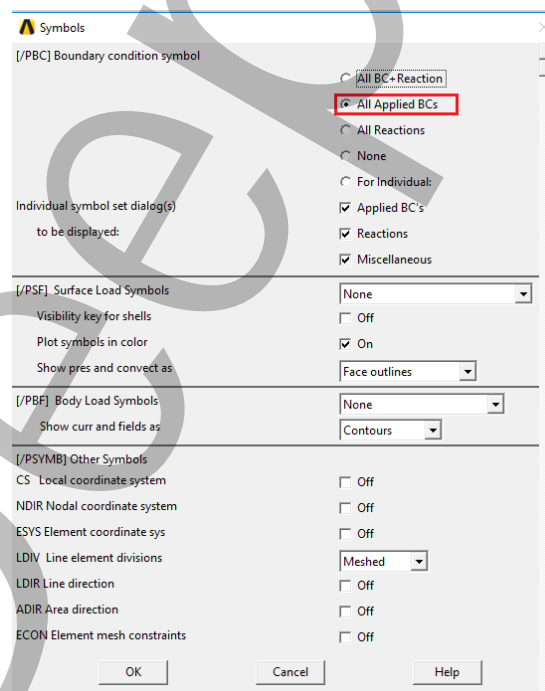 Symbols
[/PBC] Boundary condition symbol
All BC+Reaction
All Applied BCs
All Reactions
None
For Individual:
Individual symbol set dialog(s)
Applied BC's
to be displayed:
Reactions
Miscellaneous
[/PSF] Surface Load Symbols
None
Visibility key for shells
Off
Plot symbols in color
On
Show pres and convect as
Face outlines
[/PBF] Body Load Symbols
None
Show curr and fields as
Contours
[/PSYMB] Other Symbols
CS Local coordinate system
Off
NDIR Nodal coordinate system
Off
ESYS Element coordinate sys
Off
LDIV Line element divisions
Meshed
LDIR Line direction
Off
ADIR Area direction
Off
ECON Element mesh constraints
Off
OK Cancel Help